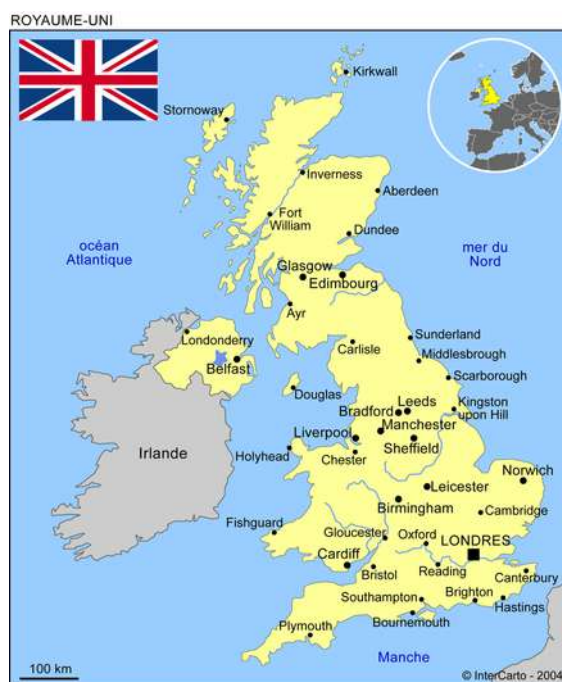 ROYAUME-UNI
Kirkwall
Stornoway
Inverness
Aberdeen
Fort
William
Dundee
océan
Atlantique
mer du
Nord
Glasgow
Edimbourg
Ayr
Londonderry
Belfast
Carlisle
Sunderland
Middlesbrough
Scarborough
Douglas
Leeds
Bradford
Kingston
upon Hill
Manchester
Liverpool
Sheffield
Irlande
Holyhead
Chester
Norwich
Leicester
Birmingham
Cambridge
Fishguard
Gloucester
Oxford
LONDRES
Cardiff
Bristol
Reading
Canterbury
Southampton
Brighton
Hastings
Bournemouth
Plymouth
Manche
100 km
© InterCarto - 2004